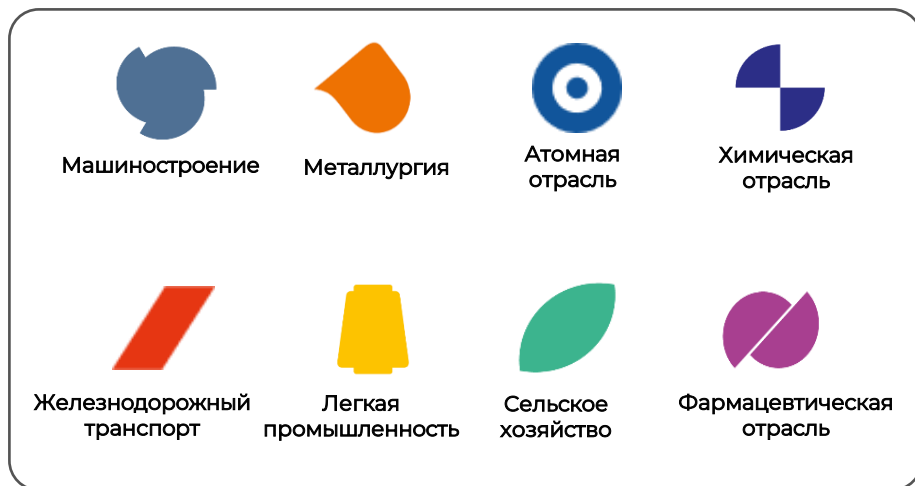 Машиностроение
Металлургия
Атомная
отрасль
Химическая
отрасль
Железнодорожный
транспорт
Легкая
промышленность
Сельское
хозяйство
Фармацевтическая
отрасль